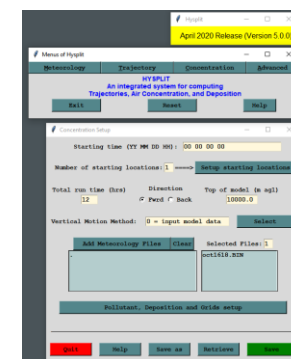 Hysplit
April 2020 Release (Version 5.0.0)
Menus of Hysplit
Meteorology Trajectory Concentration Advanced
HYSPLIT
An integrated system for computing
Trajectories, Air Concentration, and Deposition
Exit Reset Help
Concentration Setup
Starting time (YY MM DD HH): 00 00 00 00
Number of starting locations: 1 ====> Setup starting locations
Total run time (hrs) Direction Top of model (m agl)
12 Fwrd Back 10000.0
Vertical Motion Method: 0 = input model data Select
Add Meteorology Files Clear Selected Files: 1
. oct1618.BIN
Pollutant, Deposition and Grids setup
Quit Help Save as Retrieve Save